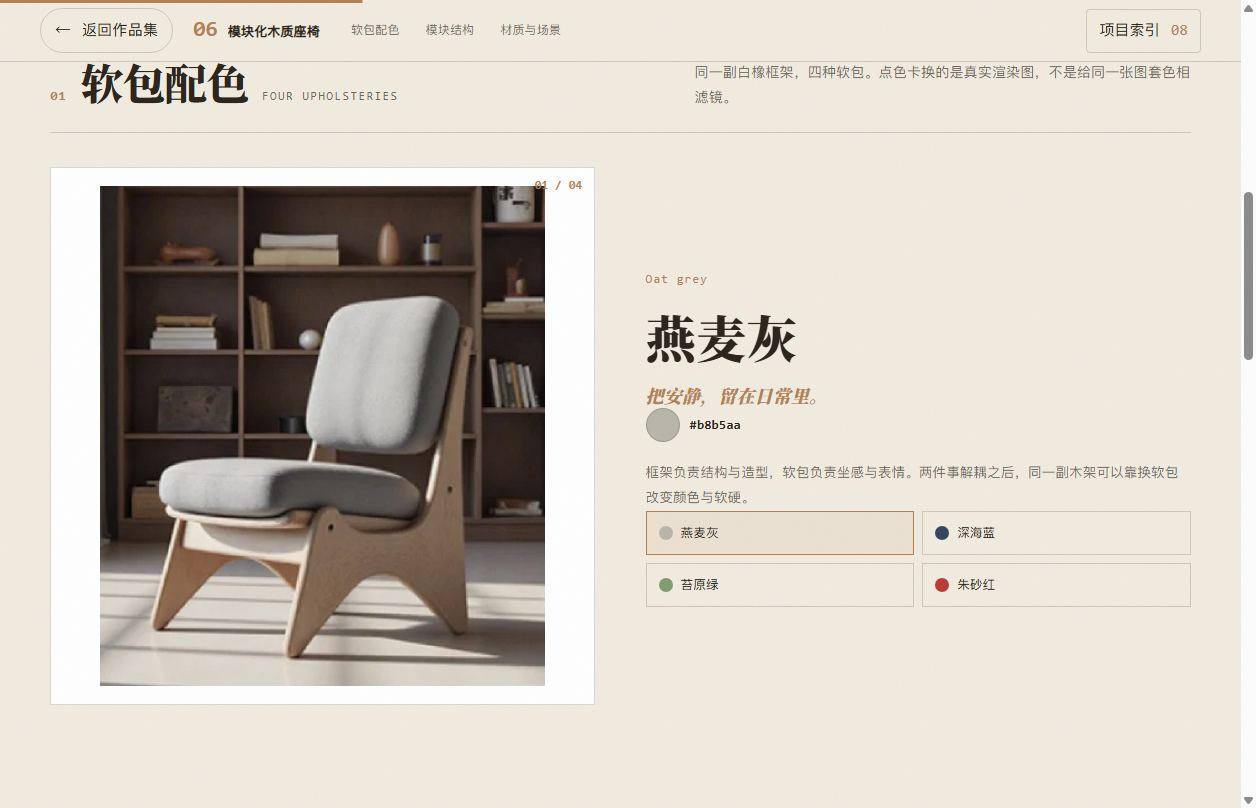 ← 返回作品集
06 模块化木质座椅
软包配色
模块结构
材质与场景
项目索引 08
01 软包配色 FOUR UPHOLSTERIES
同一副白橡框架，四种软包。点色卡换的是真实渲染图，不是给同一张图套色相
滤镜。
01 / 04
Oat grey
燕麦灰
把安静，留在日常里。
#b8b5aa
框架负责结构与造型，软包负责坐感与表情。两件事解耦之后，同一副木架可以靠换软包
改变颜色与软硬。
燕麦灰
深海蓝
苔原绿
朱砂红